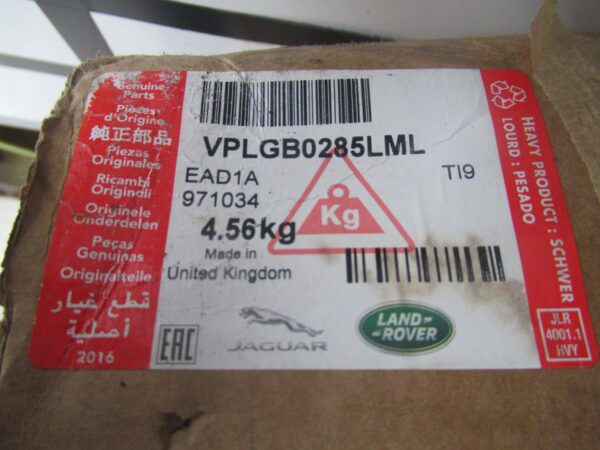 Genuine
Parts
Pièces
d'Origine
純正部品
Piezas
Originales
Ricambi
Originali
Originele
Onderdelen
Peças
Genuinas
Originalteile
قطع غيار
أصلية
2016
VPLGB0285LML
EAD1A
TI9
971034
Kg
4.56kg
Made in
United Kingdom
EAC
JAGUAR
LAND-
-ROVER
HEAVY PRODUCT : SCHWER
LOURD : PESADO
JLR
4001.1
HVY